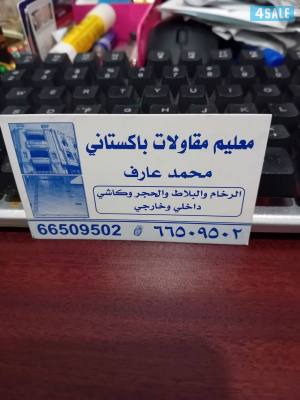 4SALE
معليم مقاولات باكستاني
محمد عارف
الرخام والبلاط والحجر وكاشي
داخلي وخارجي
66509502 ٦٦٥٠٩٥٠٢